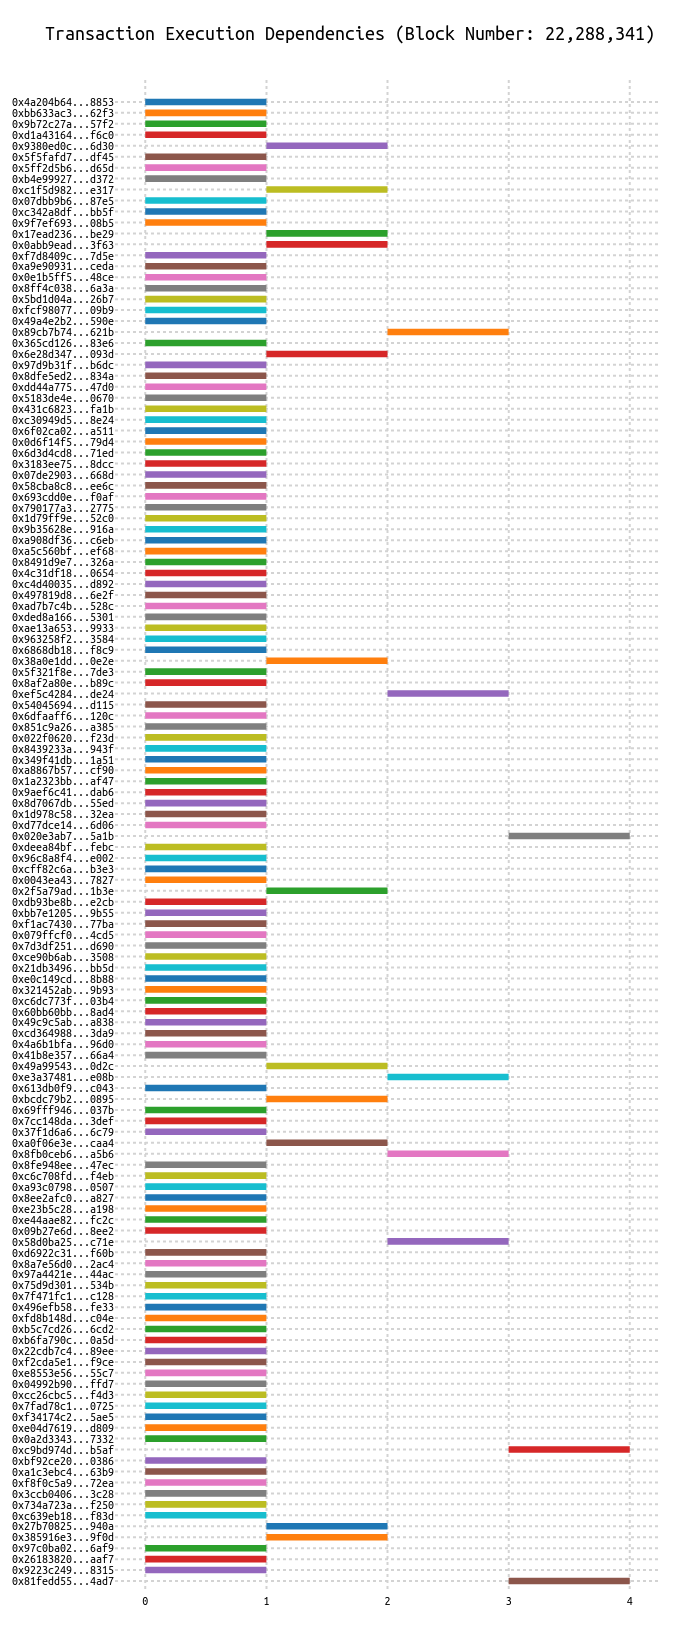 Transaction Execution Dependencies (Block Number: 22,288,341)
0x4a204b64...8853
0xbb633ac3...62f3
0x9b72c27a...57f2
0xd1a43164...f6c0
0x9380ed0c...6d30
0x5f5fafd7...df45
0x5ff2d5b6...d65d
0xb4e99927...d372
0xc1f5d982...e317
0x07dbb9b6...87e5
0xc342a8df...bb5f
0x9f7ef693...08b5
0x17ead236...be29
0x0abb9ead...3f63
0xf7d8409c...7d5e
0xa9e90931...ceda
0x0e1b5ff5...48ce
0x8ff4c038...6a3a
0x5bd1d04a...26b7
0xfcf98077...09b9
0x49a4e2b2...590e
0x89cb7b74...621b
0x365cd126...83e6
0x6e28d347...093d
0x97d9b31f...b6dc
0x8dfe5ed2...834a
0xdd44a775...47d0
0x5183de4e...0670
0x431c6823...fa1b
0xc30949d5...8e24
0x6f02ca02...a511
0x0d6f14f5...79d4
0x6d3d4cd8...71ed
0x3183ee75...8dcc
0x07de2903...668d
0x58cba8c8...ee6c
0x693cdd0e...f0af
0x790177a3...2775
0x1d79ff9e...52c0
0x9b35628e...916a
0xa908df36...c6eb
0xa5c560bf...ef68
0x8491d9e7...326a
0x4c31df18...0654
0xc4d40035...d892
0x497819d8...6e2f
0xad7b7c4b...528c
0xded8a166...5301
0xae13a653...9933
0x963258f2...3584
0x6868db18...f8c9
0x38a0e1dd...0e2e
0x5f321f8e...7de3
0x8af2a80e...b89c
0xef5c4284...de24
0x54045694...d115
0x6dfaaff6...120c
0x851c9a26...a385
0x022f0620...f23d
0x8439233a...943f
0x349f41db...1a51
0xa8867b57...cf90
0x1a2323bb...af47
0x9aef6c41...dab6
0x8d7067db...55ed
0x1d978c58...32ea
0xd77dce14...6d06
0x020e3ab7...5a1b
0xdeea84bf...febc
0x96c8a8f4...e002
0xcff82c6a...b3e3
0x0043ea43...7827
0x2f5a79ad...1b3e
0xdb93be8b...e2cb
0xbb7e1205...9b55
0xf1ac7430...77ba
0x079ffcf0...4cd5
0x7d3df251...d690
0xce90b6ab...3508
0x21db3496...bb5d
0xe0c149cd...8b88
0x321452ab...9b93
0xc6dc773f...03b4
0x60bb60bb...8ad4
0x49c9c5ab...a838
0xcd364988...3da9
0x4a6b1bfa...96d0
0x41b8e357...66a4
0x49a99543...0d2c
0xe3a37481...e08b
0x613db0f9...c043
0xbcdc79b2...0895
0x69fff946...037b
0x7cc148da...3def
0x37f1d6a6...6c79
0xa0f06e3e...caa4
0x8fb0ceb6...a5b6
0x8fe948ee...47ec
0xc6c708fd...f4eb
0xa93c0798...0507
0x8ee2afc0...a827
0xe23b5c28...a198
0xe44aae82...fc2c
0x09b27e6d...8ee2
0x58d0ba25...c71e
0xd6922c31...f60b
0x8a7e56d0...2ac4
0x97a4421e...44ac
0x75d9d301...534b
0x7f471fc1...c128
0x496efb58...fe33
0xfd8b148d...c04e
0xb5c7cd26...6cd2
0xb6fa790c...0a5d
0x22cdb7c4...89ee
0xf2cda5e1...f9ce
0xe8553e56...55c7
0x04992b90...ffd7
0xcc26cbc5...f4d3
0x7fad78c1...0725
0xf34174c2...5ae5
0xe04d7619...d809
0x0a2d3343...7332
0xc9bd974d...b5af
0xbf92ce20...0386
0xa1c3ebc4...63b9
0xf8f0c5a9...72ea
0x3ccb0406...3c28
0x734a723a...f250
0xc639eb18...f83d
0x27b70825...940a
0x385916e3...9f0d
0x97c0ba02...6af9
0x26183820...aaf7
0x9223c249...8315
0x81fedd55...4ad7
0 1 2 3 4